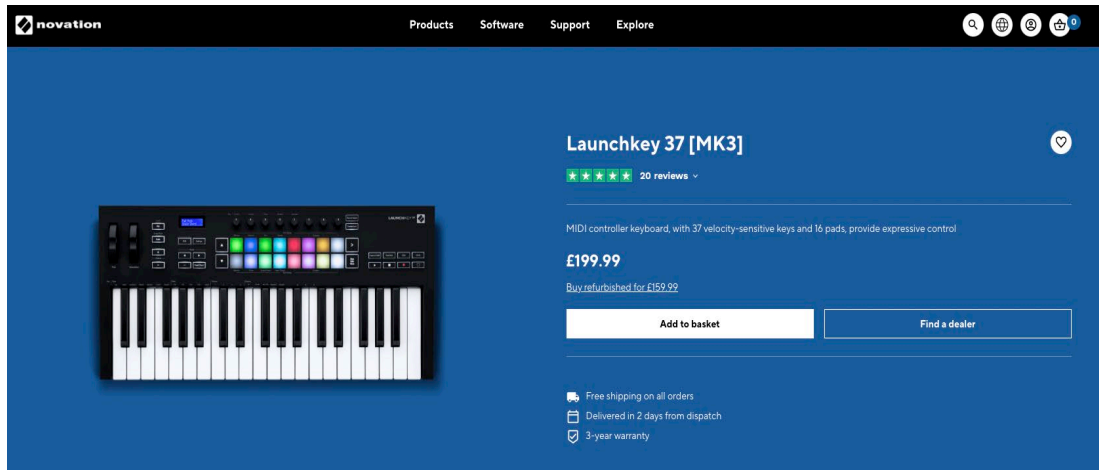 novation
Products Software Support Explore
0
Launchkey 37 [MK3]
20 reviews
MIDI controller keyboard, with 37 velocity-sensitive keys and 16 pads, provide expressive control
£199.99
Buy refurbished for £159.99
Add to basket
Find a dealer
Free shipping on all orders
Delivered in 2 days from dispatch
3-year warranty